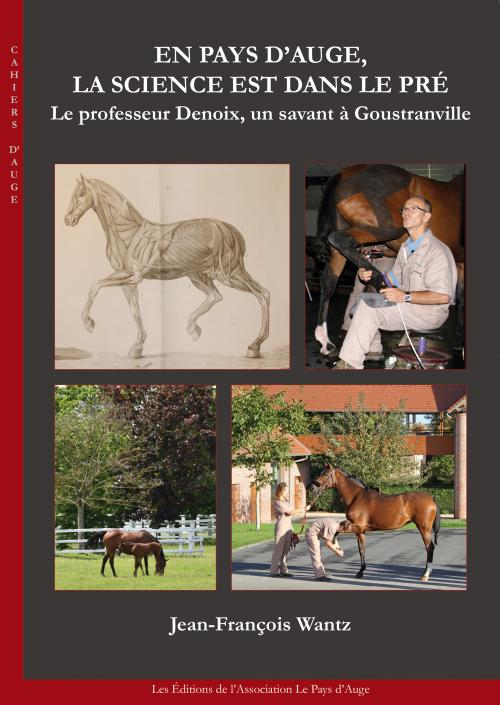 CAHIERS D'AUGE
EN PAYS D'AUGE,
LA SCIENCE EST DANS LE PRÉ
Le professeur Denoix, un savant à Goustranville
Jean-François Wantz
Les Éditions de l'Association Le Pays d'Auge